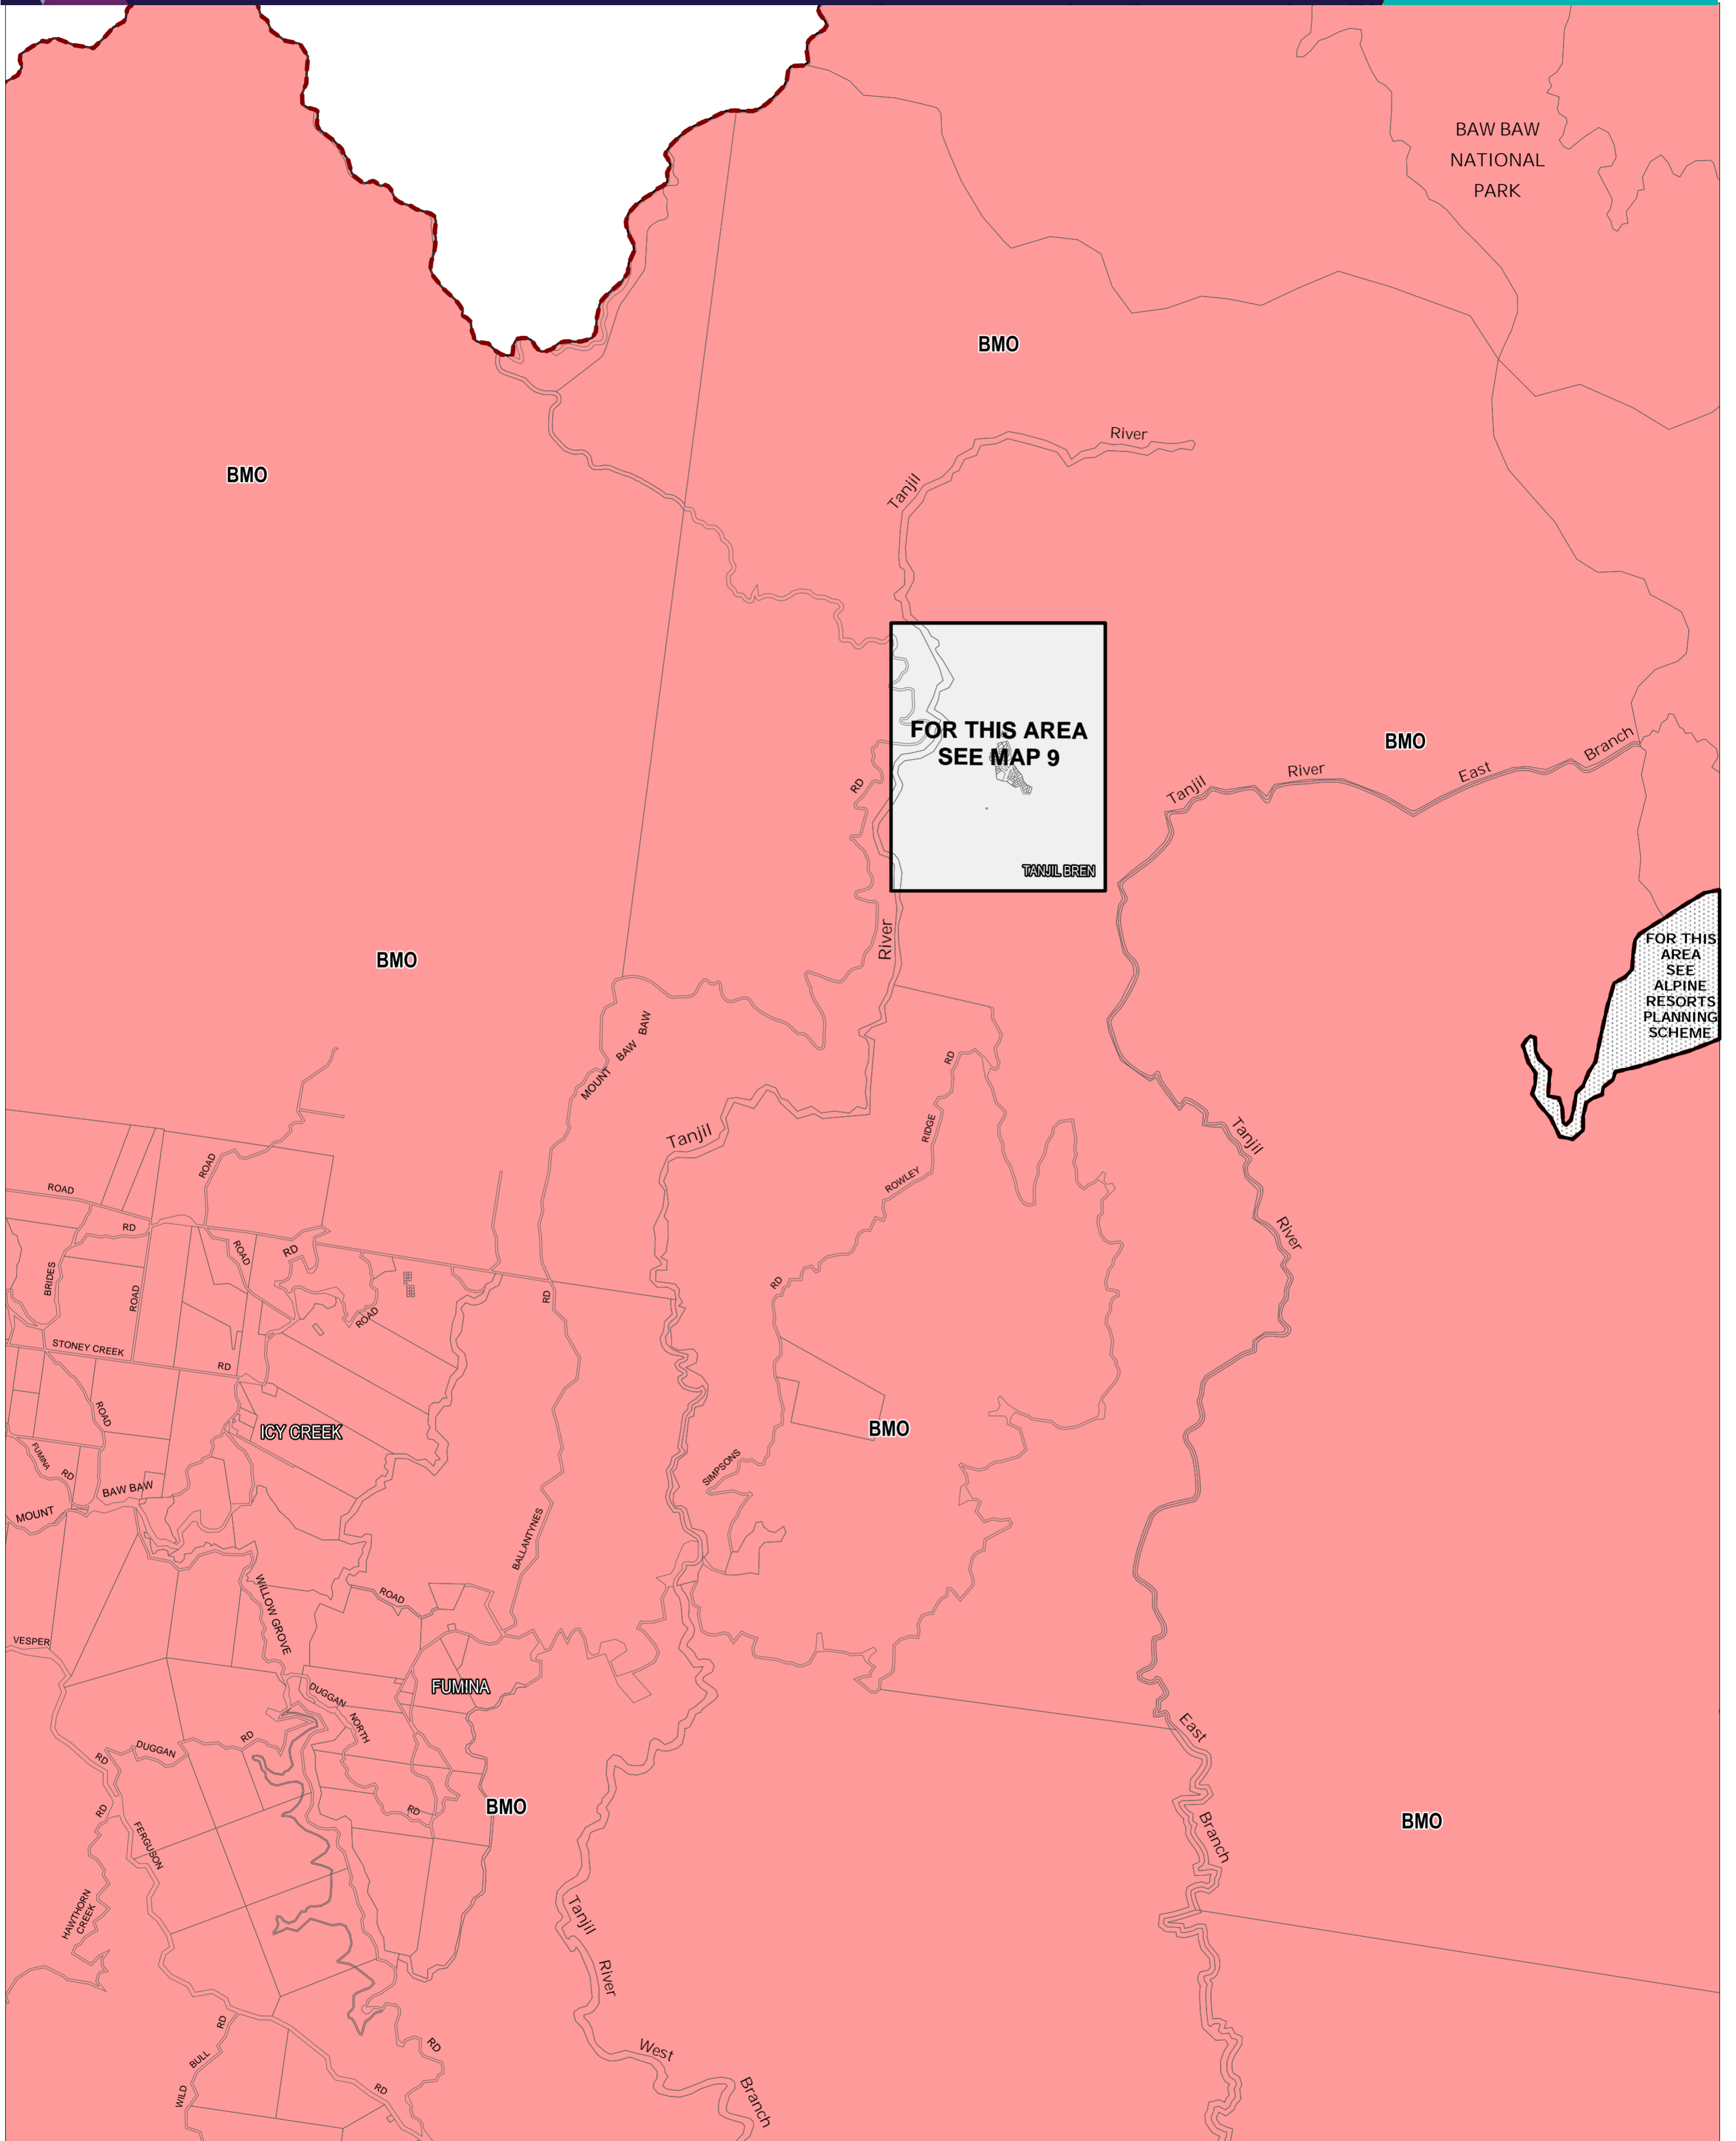 BAW BAW
NATIONAL
PARK
BMO
River
Tanjil
BMO
FOR THIS AREA
SEE MAP 9
TANJIL BREN
RD
BMO
Tanjil
River
East
Branch
River
BMO
FOR THIS
AREA
SEE
ALPINE
RESORTS
PLANNING
SCHEME
MOUNT
BAW
BAW
RD
RIDGE
ROWLEY
RD
Tanjil
Tanjil
River
ROAD
ROAD
RD
ROAD
RD
BRIDES
ROAD
ROAD
RD
STONEY CREEK
RD
ROAD
ICY CREEK
BMO
FUMINA
RD
SIMPSONS
BAW BAW
MOUNT
BALLANTYNES
WILLOW GROVE
ROAD
VESPER
FUMINA
DUGGAN
NORTH
East
DUGGAN
RD
RD
RD
BMO
RD
BMO
FERGUSON
Branch
HAWTHORN
CREEK
Tanjil
River
RD
RD
West
BULL
WILD
RD
Branch